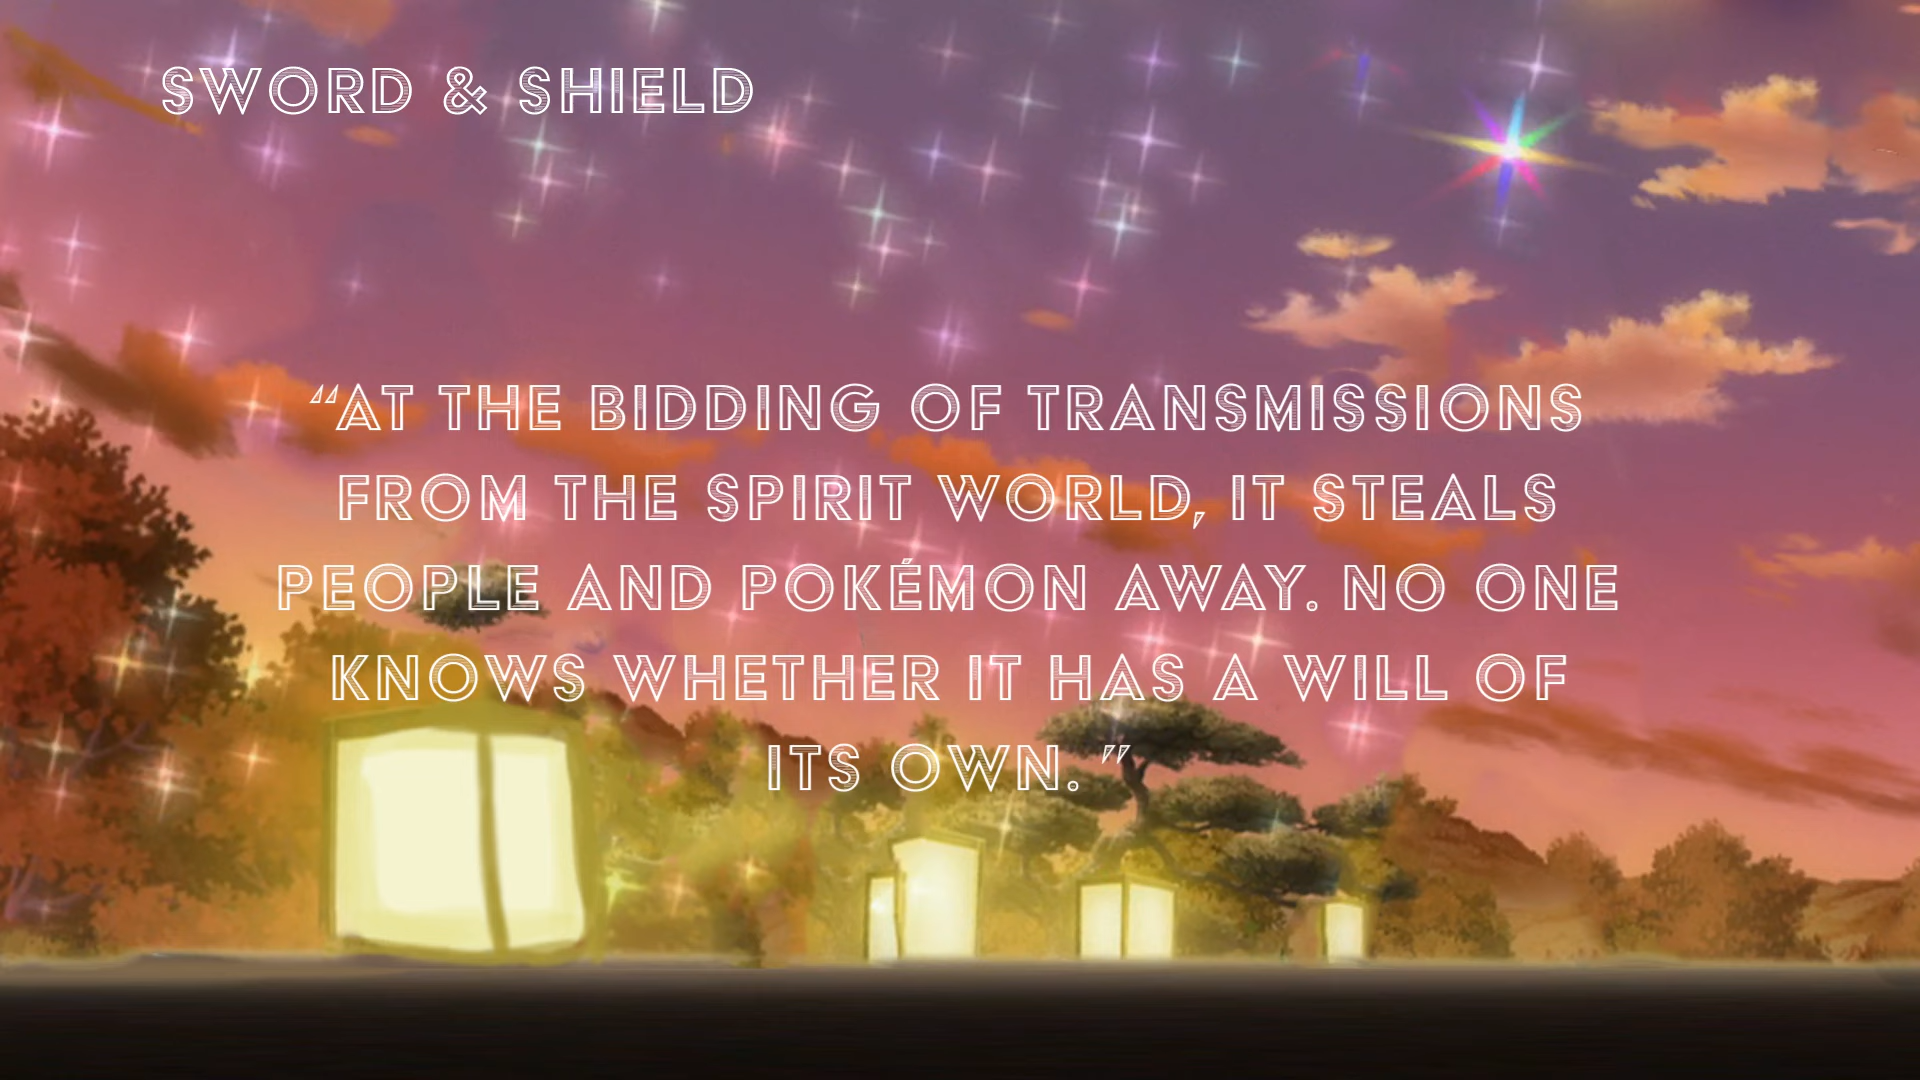 SWORD & SHIELD
“AT THE BIDDING OF TRANSMISSIONS
FROM THE SPIRIT WORLD, IT STEALS
PEOPLE AND POKÉMON AWAY. NO ONE
KNOWS WHETHER IT HAS A WILL OF
ITS OWN. ”